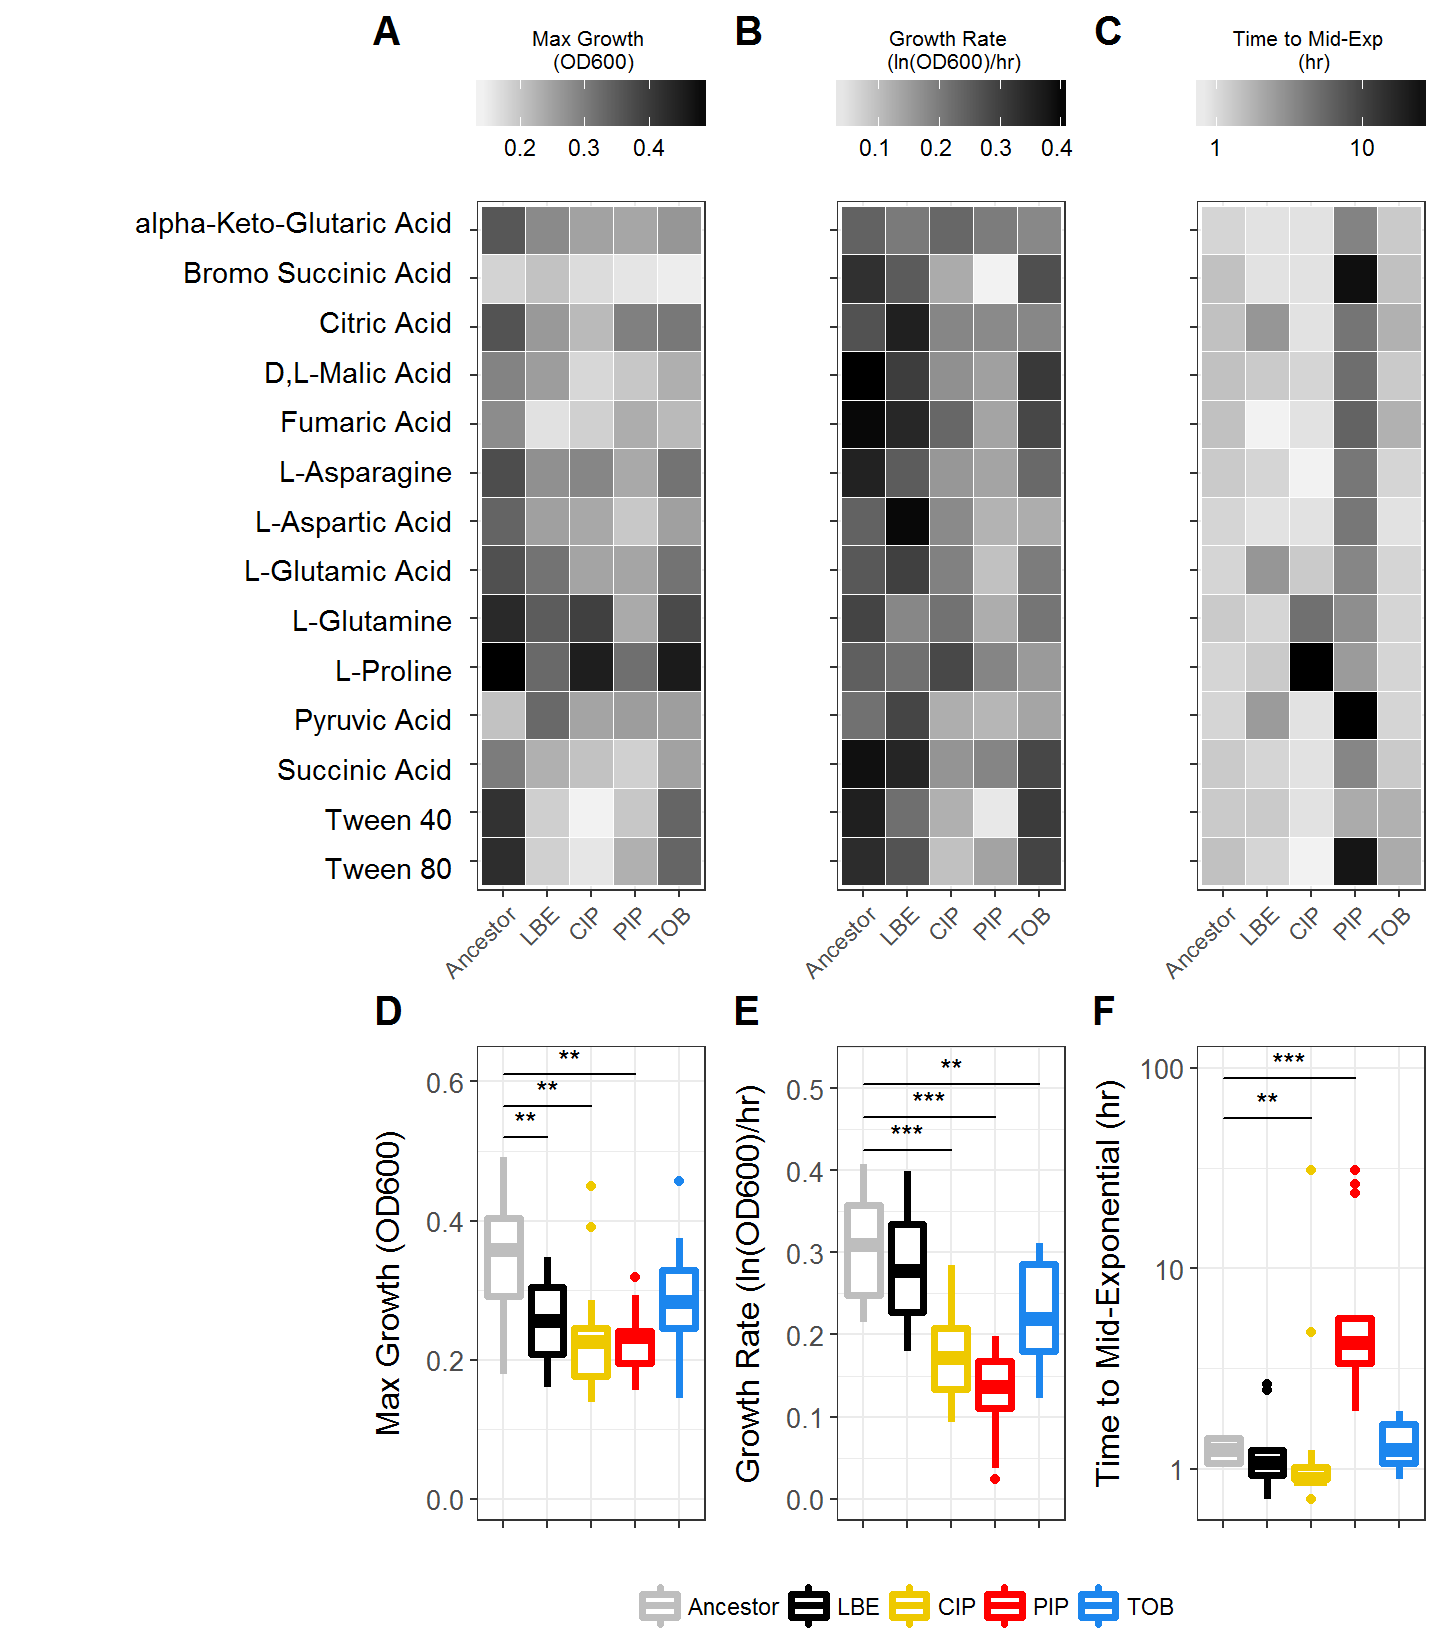 A
Max Growth
(OD600)
0.2 0.3 0.4
B
Growth Rate
(ln(OD600)/hr)
0.1 0.2 0.3 0.4
C
Time to Mid-Exp
(hr)
1 10
alpha-Keto-Glutaric Acid
Bromo Succinic Acid
Citric Acid
D,L-Malic Acid
Fumaric Acid
L-Asparagine
L-Aspartic Acid
L-Glutamic Acid
L-Glutamine
L-Proline
Pyruvic Acid
Succinic Acid
Tween 40
Tween 80
Ancestor LBE CIP PIP TOB
Ancestor LBE CIP PIP TOB
Ancestor LBE CIP PIP TOB
D
Max Growth (OD600)
0.6
0.4
0.2
0.0
**
**
**
E
Growth Rate (ln(OD600)/hr)
0.5
0.4
0.3
0.2
0.1
0.0
**
***
***
F
Time to Mid-Exponential (hr)
100
10
1
***
**
Ancestor LBE CIP PIP TOB